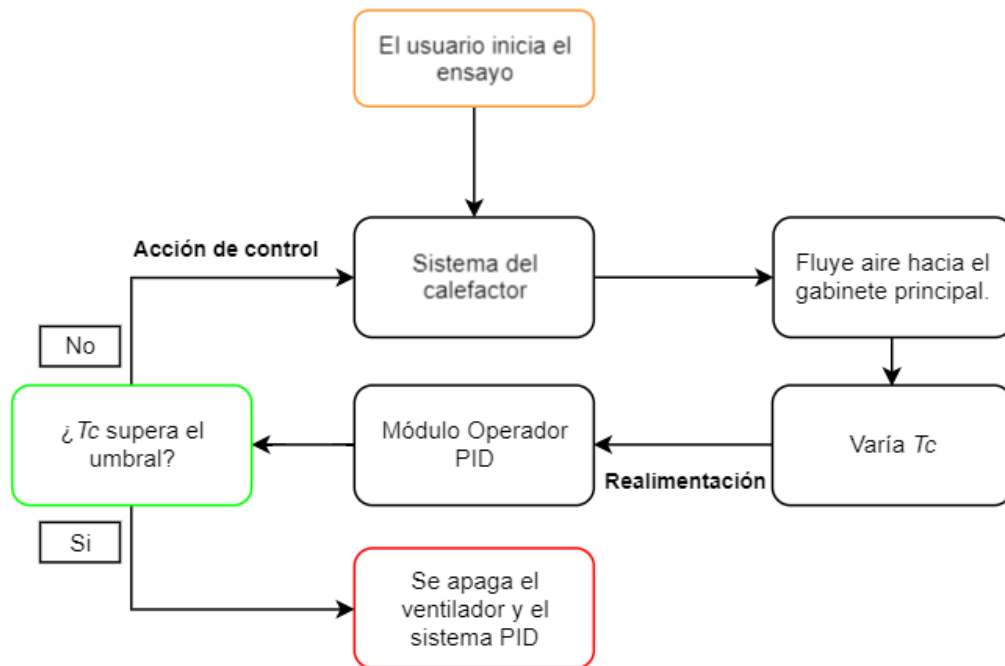 El usuario inicia el
ensayo
Acción de control
Sistema del
calefactor
Fluye aire hacia el
gabinete principal.
No
¿Tc supera el
umbral?
Módulo Operador
PID
Realimentación
Varía Tc
Si
Se apaga el
ventilador y el
sistema PID